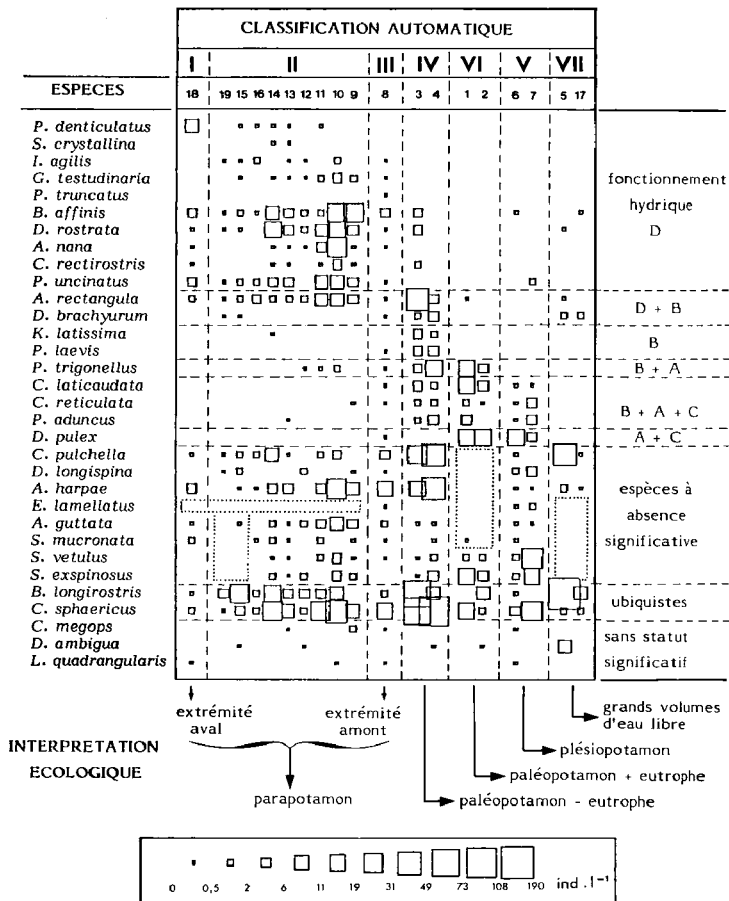 CLASSIFICATION AUTOMATIQUE
I II III IV VI V VII
ESPECES 18 19 15 16 14 13 12 11 10 9 8 3 4 1 2 6 7 5 17
P. denticulatus
S. crystallina
I. agilis
G. testudinaria
P. truncatus
B. affinis
D. rostrata
A. nana
C. rectirostris
P. uncinatus
A. rectangula
D. brachyurum
K. latissima
P. laevis
P. trigonellus
C. laticaudata
C. reticulata
P. aduncus
D. pulex
C. pulchella
D. longispina
A. harpae
E. lamellatus
A. guttata
S. mucronata
S. vetulus
S. exspinosus
B. longirostris
C. sphaericus
C. megops
D. ambigua
L. quadrangularis
fonctionnement
hydrique
D
D + B
B
B + A
B + A + C
A + C
espèces à
absence
significative
ubiquistes
sans statut
significatif
extrémité
aval
extrémité
amont
grands volumes
d'eau libre
INTERPRETATION
ECOLOGIQUE
plésiopotamon
paléopotamon + eutrophe
parapotamon
paléopotamon - eutrophe
0 0,5 2 6 11 19 31 49 73 108 190 ind .l⁻¹